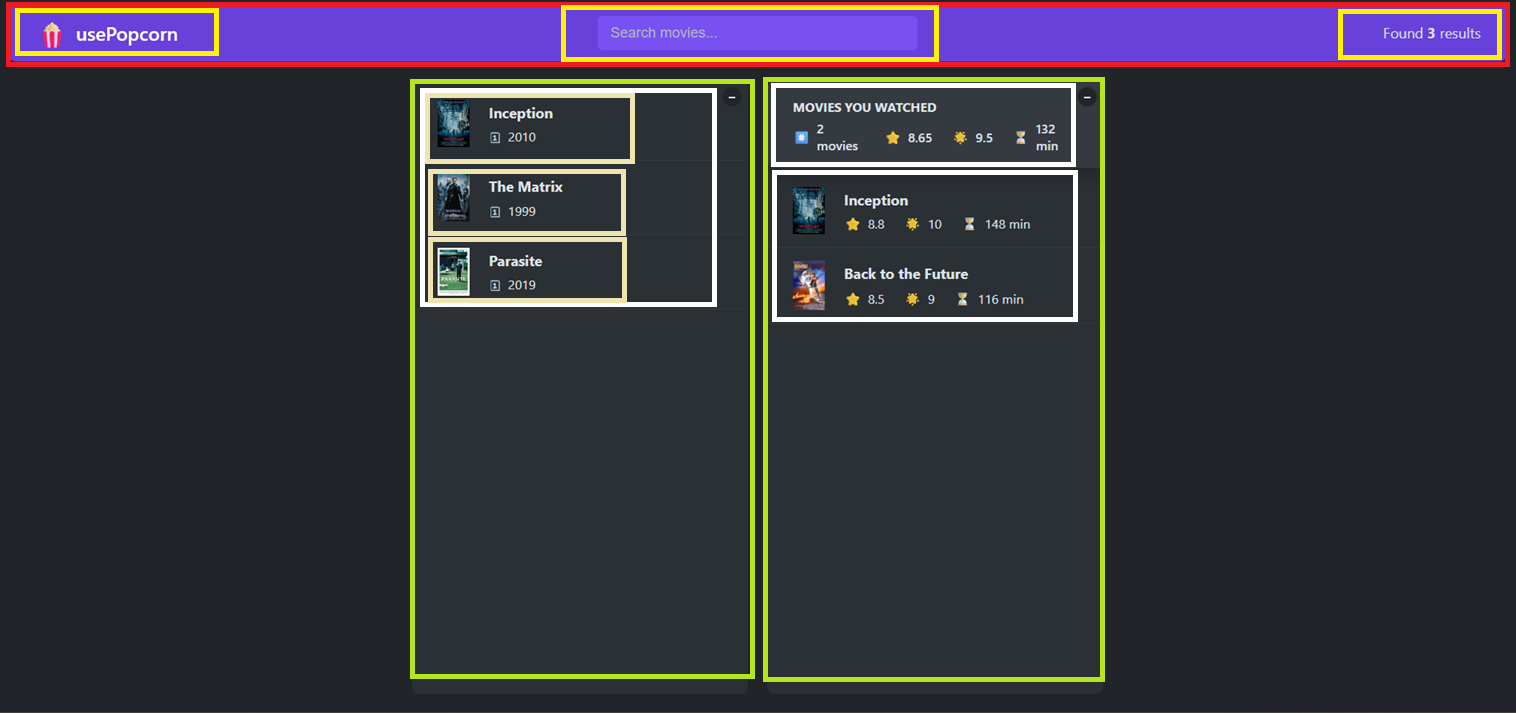 usePopcorn
Search movies...
Found 3 results
Inception
2010
The Matrix
1999
Parasite
2019
MOVIES YOU WATCHED
2 movies 8.65 9.5 132 min
Inception
8.8 10 148 min
Back to the Future
8.5 9 116 min